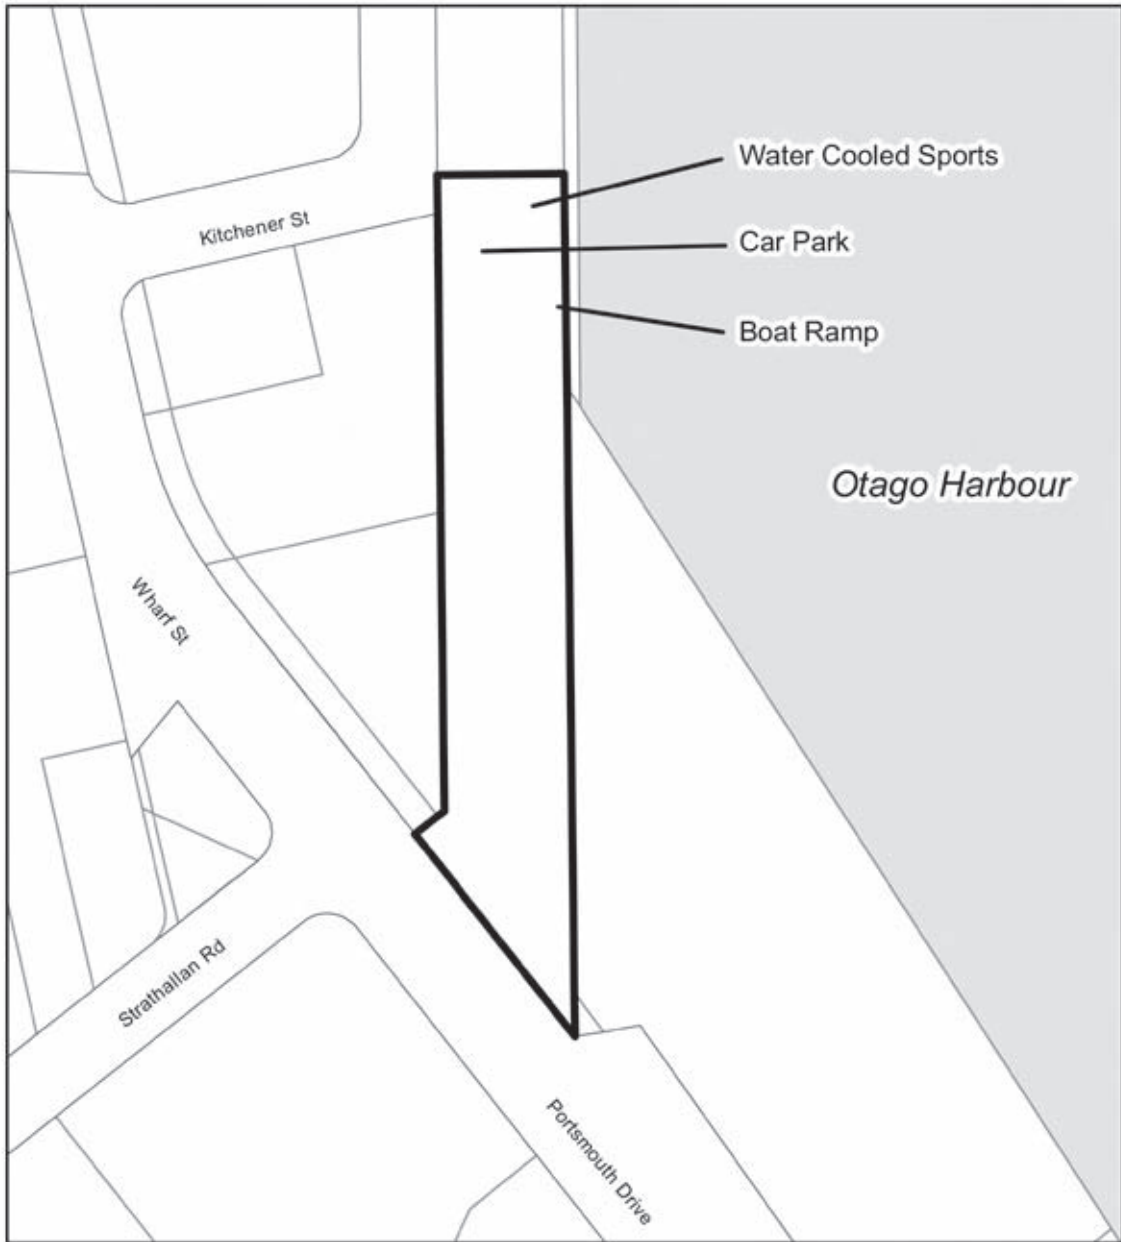 Water Cooled Sports
Kitchener St
Car Park
Boat Ramp
Otago Harbour
Wharf St
Strathallan Rd
Portsmouth Drive